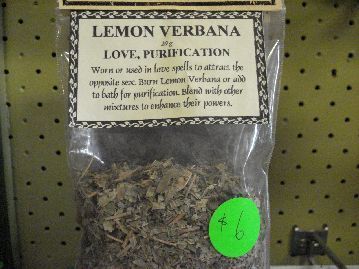 LEMON VERBANA
20g
LOVE, PURIFICATION
Worn or used in love spells to attract the
opposite sex. Burn Lemon Verbana or add
to bath for purification. Blend with other
mixtures to enhance their powers.
$6